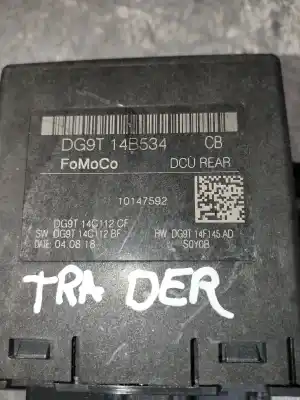 DG9T 14B534 CB
FoMoCo DCU REAR
10147592
DG9T 14C112 CF
SW DG9T 14C112 BF HW DG9T 14F145 AD
DATE: 04.08.18 SQY0B
TRA DER